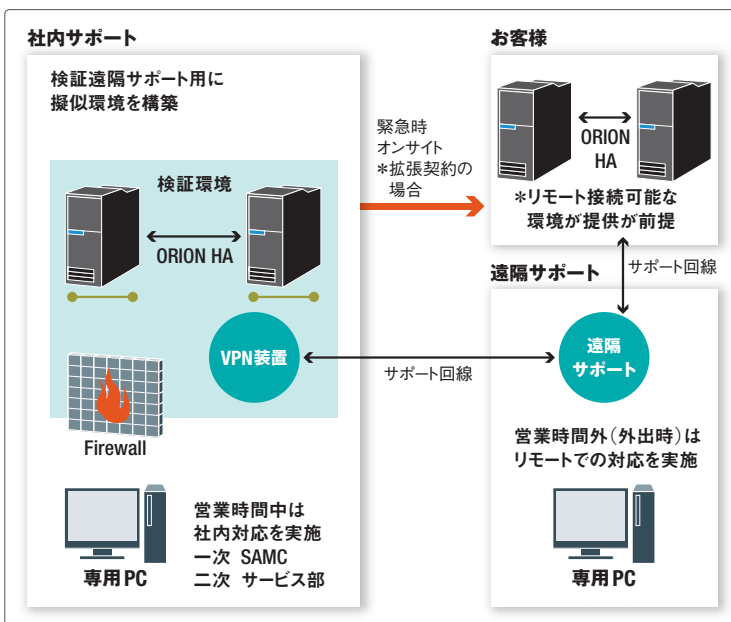 社内サポート
検証遠隔サポート用に
擬似環境を構築
検証環境
ORION HA
VPN装置
Firewall
専用PC
営業時間中は
社内対応を実施
一次 SAMC
二次 サービス部
緊急時
オンサイト
*拡張契約の
場合
サポート回線
お客様
ORION
HA
*リモート接続可能な
環境が提供が前提
サポート回線
遠隔サポート
遠隔
サポート
営業時間外(外出時)は
リモートでの対応を実施
専用PC